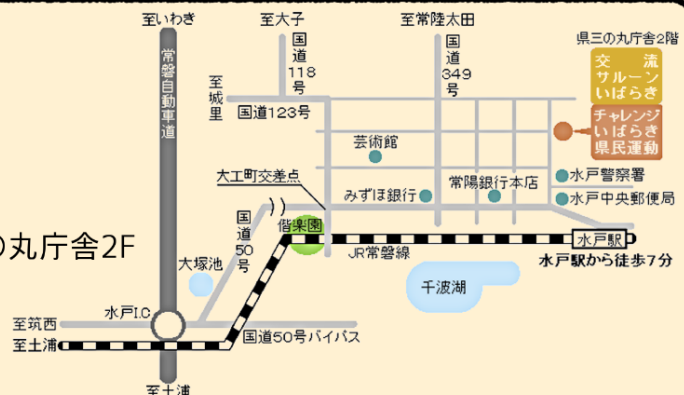 至いわき
至大子
至常陸太田
県三の丸庁舎2階
交流
サルーン
いばらき
常磐自動車道
国道118号
国道349号
至城里
国道123号
チャレンジ
いばらき
県民運動
芸術館
大工町交差点
みずほ銀行
常陽銀行本店
水戸警察署
水戸中央郵便局
の丸庁舎2F
国道50号
偕楽園
JR常磐線
水戸駅
水戸駅から徒歩7分
大塚池
千波湖
水戸I.C
至筑西
至土浦
国道50号バイパス
至土浦